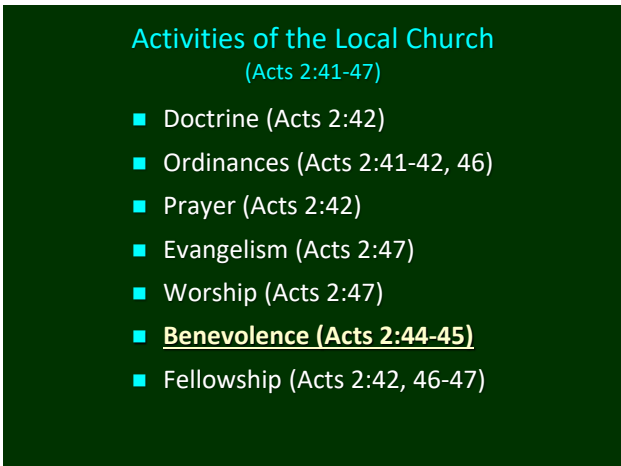 Activities of the Local Church
(Acts 2:41-47)
Doctrine (Acts 2:42)
Ordinances (Acts 2:41-42, 46)
Prayer (Acts 2:42)
Evangelism (Acts 2:47)
Worship (Acts 2:47)
Benevolence (Acts 2:44-45)
Fellowship (Acts 2:42, 46-47)